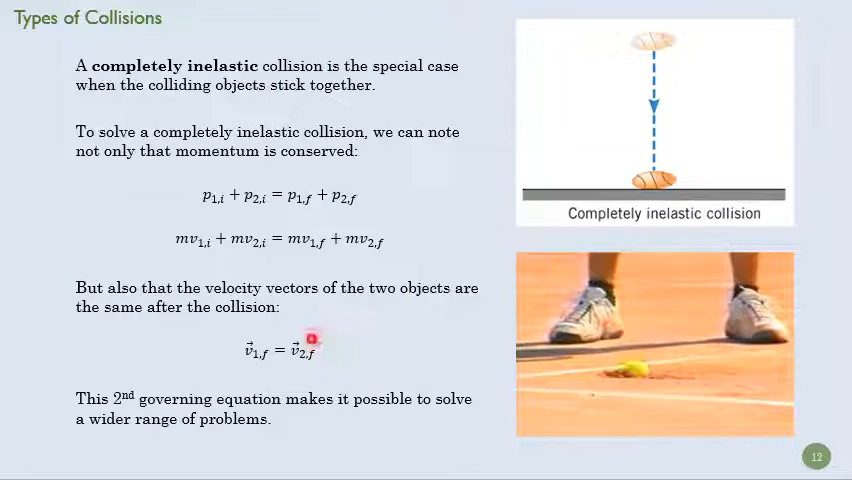 Types of Collisions
A completely inelastic collision is the special case
when the colliding objects stick together.
To solve a completely inelastic collision, we can note
not only that momentum is conserved:
p₁,ᵢ + p₂,ᵢ = p₁,f + p₂,f
mv₁,ᵢ + mv₂,ᵢ = mv₁,f + mv₂,f
But also that the velocity vectors of the two objects are
the same after the collision:
v⃗₁,f = v⃗₂,f
This 2ⁿᵈ governing equation makes it possible to solve
a wider range of problems.
Completely inelastic collision
12